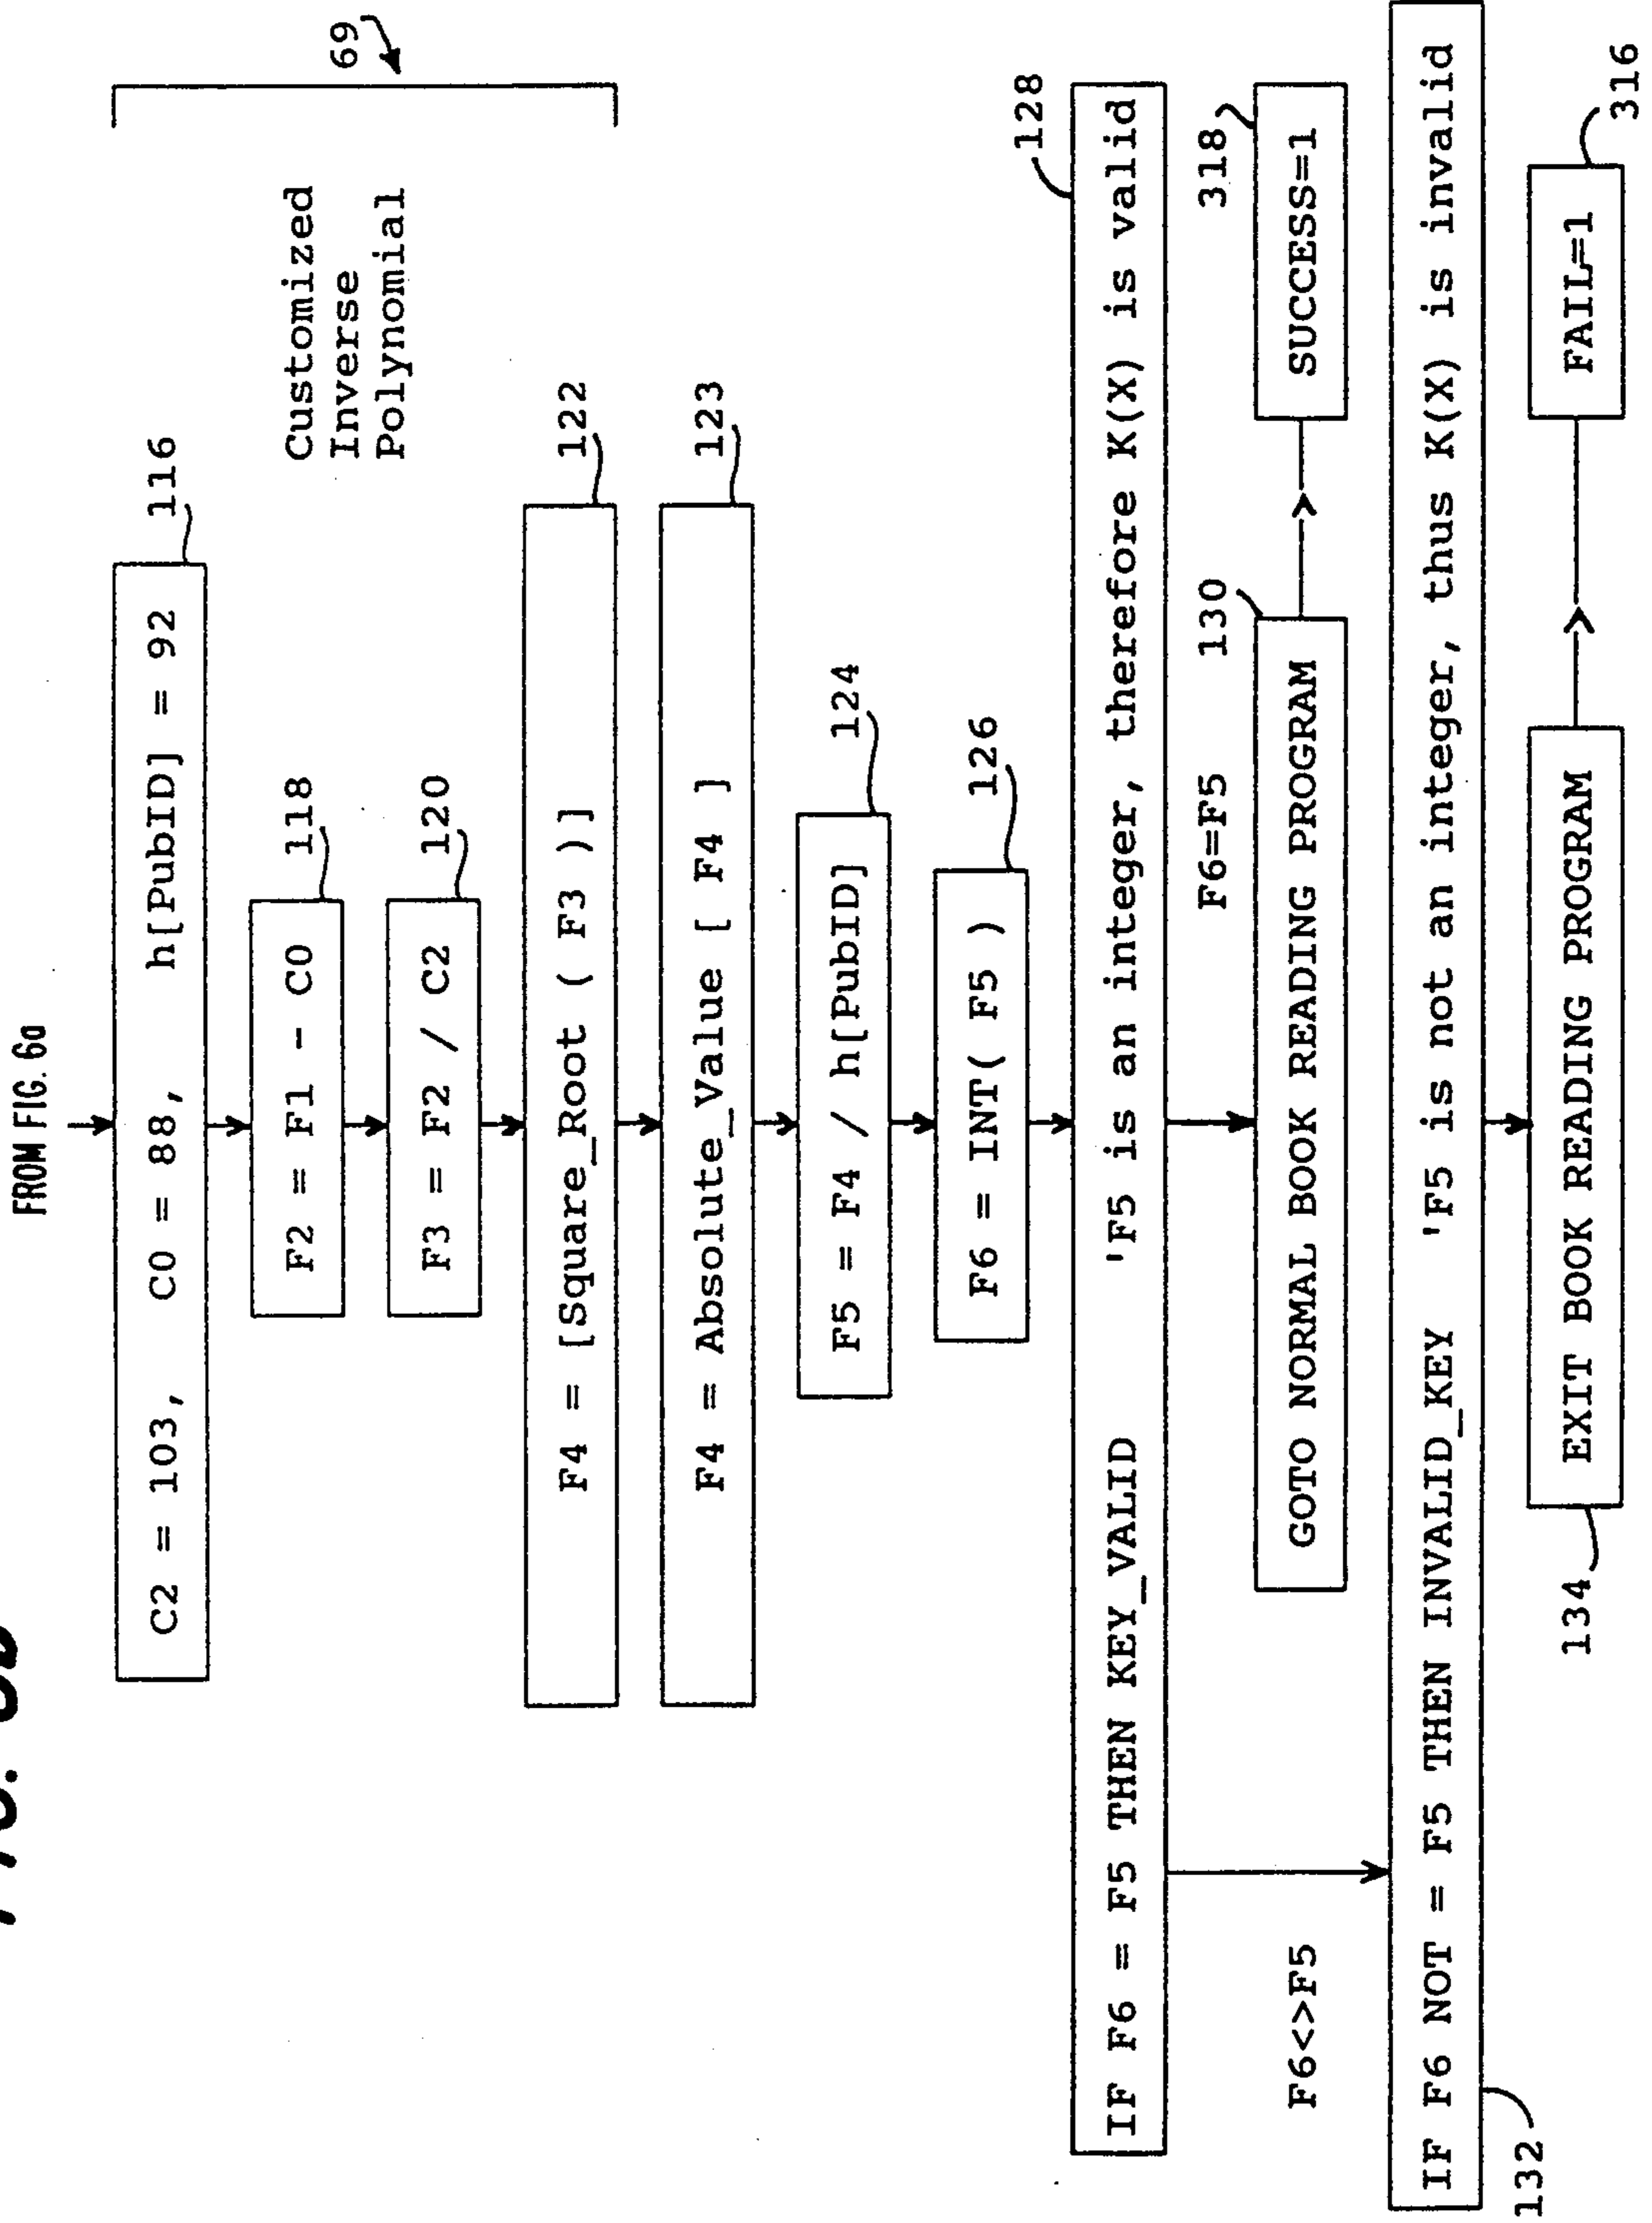 FROM FIG. 6a
C2 = 103, C0 = 88, h[PubID] = 92
116
69
Customized
Inverse
Polynomial
F2 = F1 - C0
118
F3 = F2 / C2
120
F4 = [Square_Root ( F3 )]
122
F4 = Absolute_Value [ F4 ]
123
F5 = F4 / h[PubID]
124
F6 = INT( F5 )
126
128
IF F6 = F5 THEN KEY_VALID 'F5 is an integer, therefore K(X) is valid
F6<>F5
F6=F5
130
318
GOTO NORMAL BOOK READING PROGRAM
SUCCESS=1
IF F6 NOT = F5 THEN INVALID_KEY 'F5 is not an integer, thus K(X) is invalid
132
134
EXIT BOOK READING PROGRAM
FAIL=1
316